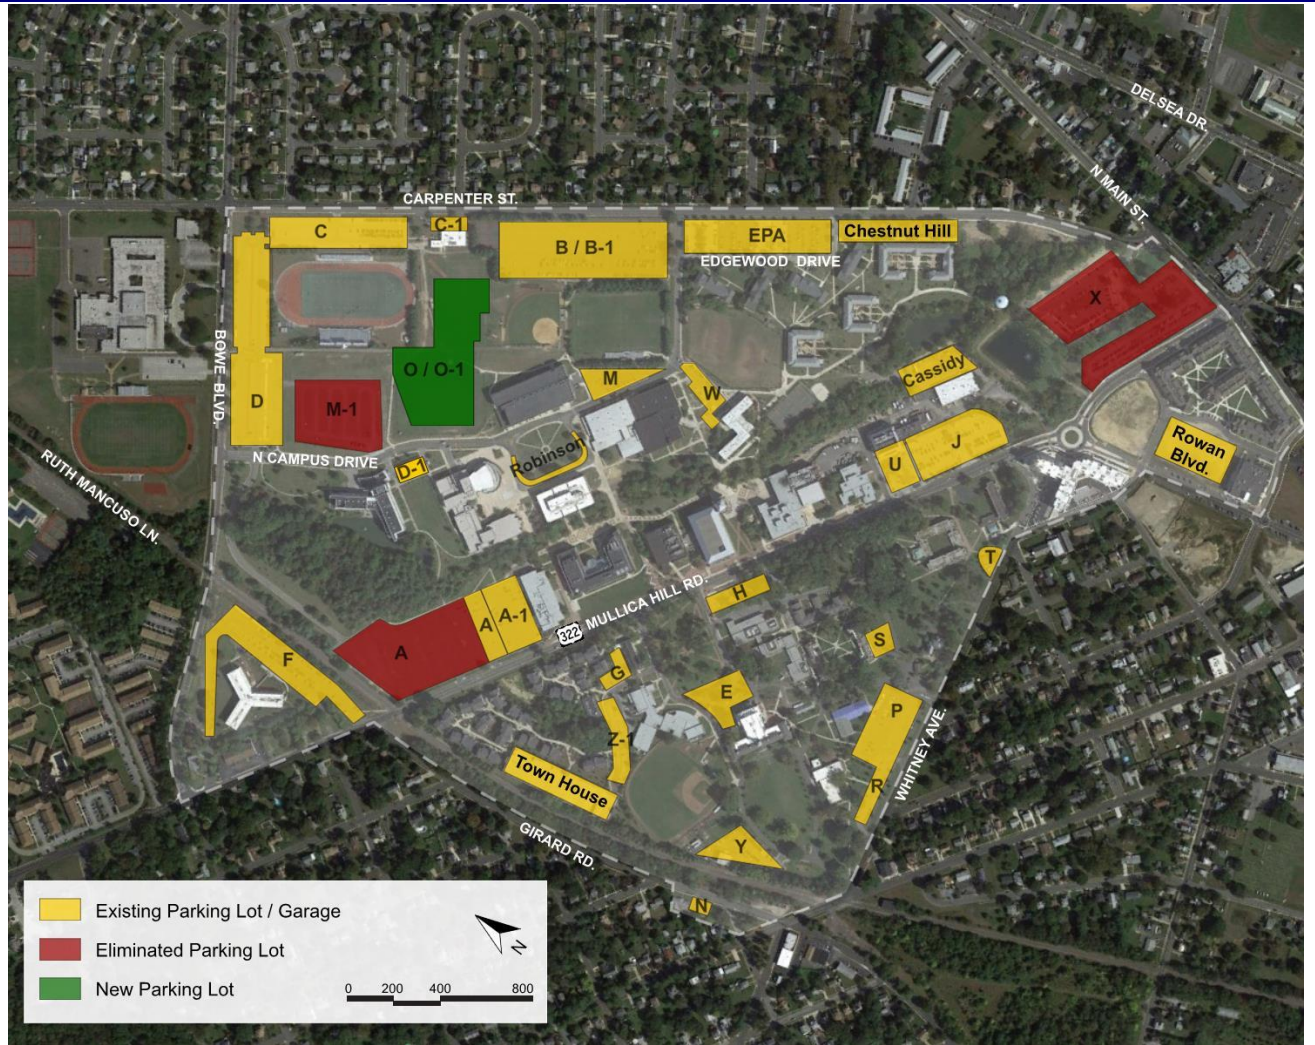 DELSEA DR.
N MAIN ST.
CARPENTER ST.
C
C-1
B / B-1
EPA
Chestnut Hill
EDGEWOOD DRIVE
X
BOWE BLVD.
O / O-1
M
W
Cassidy
D
M-1
Rowan
Blvd.
J
U
N CAMPUS DRIVE
D-1
Robinson
RUTH MANCUSO LN.
T
H
MULLICA HILL RD.
322
A
A
A-1
S
F
G
E
P
Z-1
Town House
R
WHITNEY AVE.
GIRARD RD.
Y
N
Existing Parking Lot / Garage
Eliminated Parking Lot
New Parking Lot
N
0 200 400 800